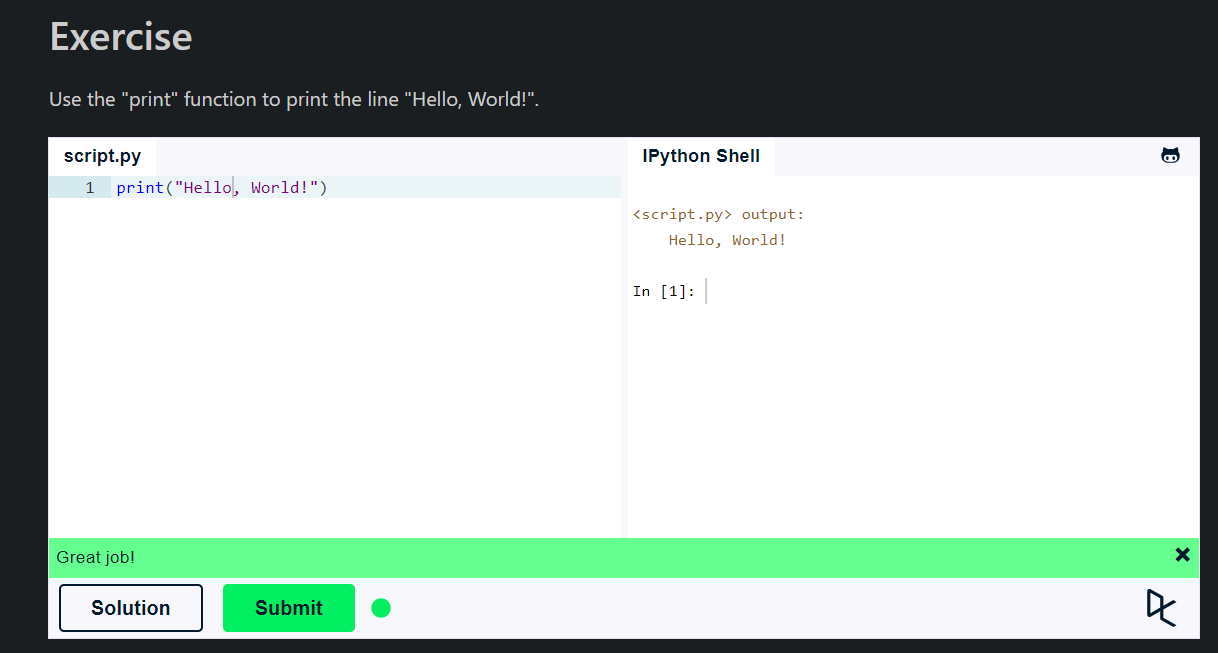 Exercise
Use the "print" function to print the line "Hello, World!".
script.py
1 print("Hello, World!")
IPython Shell
<script.py> output:
Hello, World!
In [1]:
Great job!
Solution
Submit